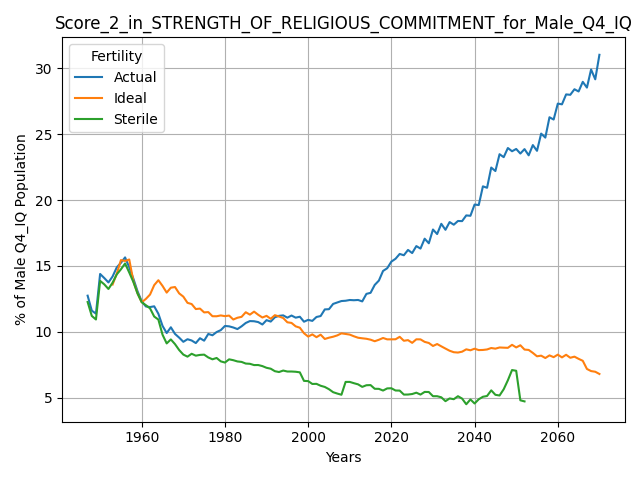 Score_2_in_STRENGTH_OF_RELIGIOUS_COMMITMENT_for_Male_Q4_IQ
Fertility
Actual
Ideal
Sterile
% of Male Q4_IQ Population
30
25
20
15
10
5
1960 1980 2000 2020 2040 2060
Years